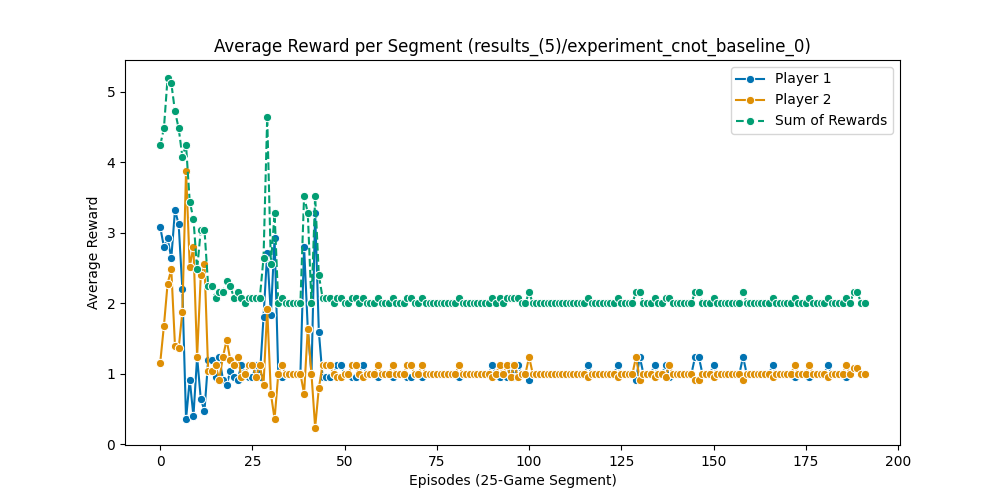 Average Reward per Segment (results_(5)/experiment_cnot_baseline_0)
Player 1
Player 2
Sum of Rewards
Average Reward
5
4
3
2
1
0
0 25 50 75 100 125 150 175 200
Episodes (25-Game Segment)